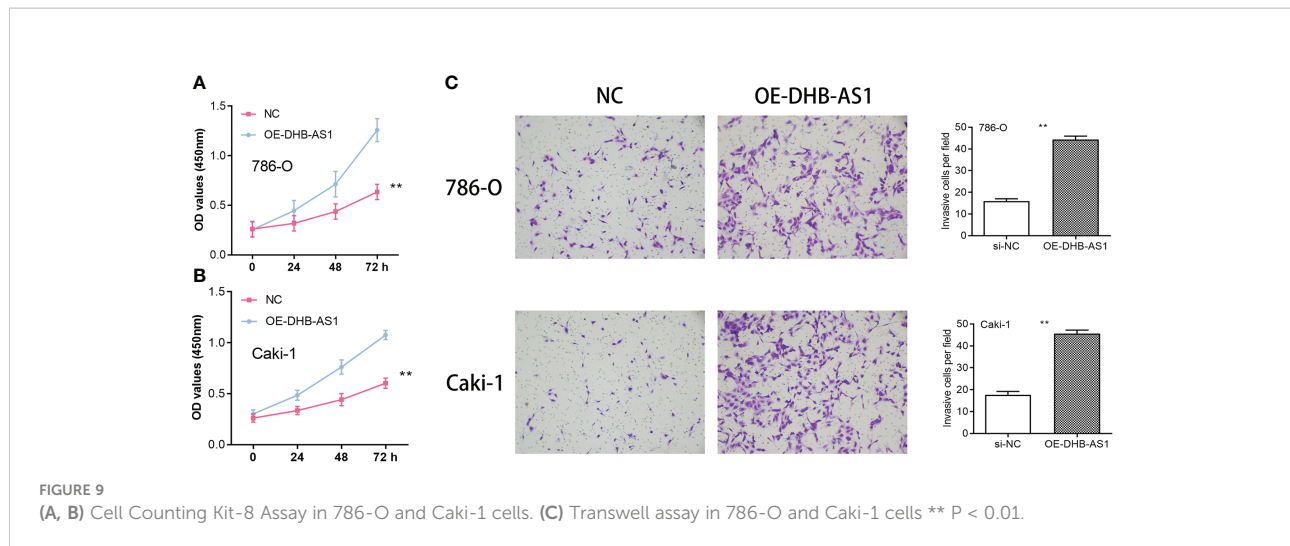 A
NC
OE-DHB-AS1
786-O
OD values (450nm)
1.5
1.0
0.5
0.0
**
0 24 48 72 h
B
NC
OE-DHB-AS1
Caki-1
OD values (450nm)
1.5
1.0
0.5
0.0
**
0 24 48 72 h
C
NC OE-DHB-AS1
786-O
Caki-1
786-O **
Invasive cells per field
50
40
30
20
10
0
si-NC OE-DHB-AS1
Caki-1 **
Invasive cells per field
50
40
30
20
10
0
si-NC OE-DHB-AS1
FIGURE 9
(A, B) Cell Counting Kit-8 Assay in 786-O and Caki-1 cells. (C) Transwell assay in 786-O and Caki-1 cells ** P < 0.01.